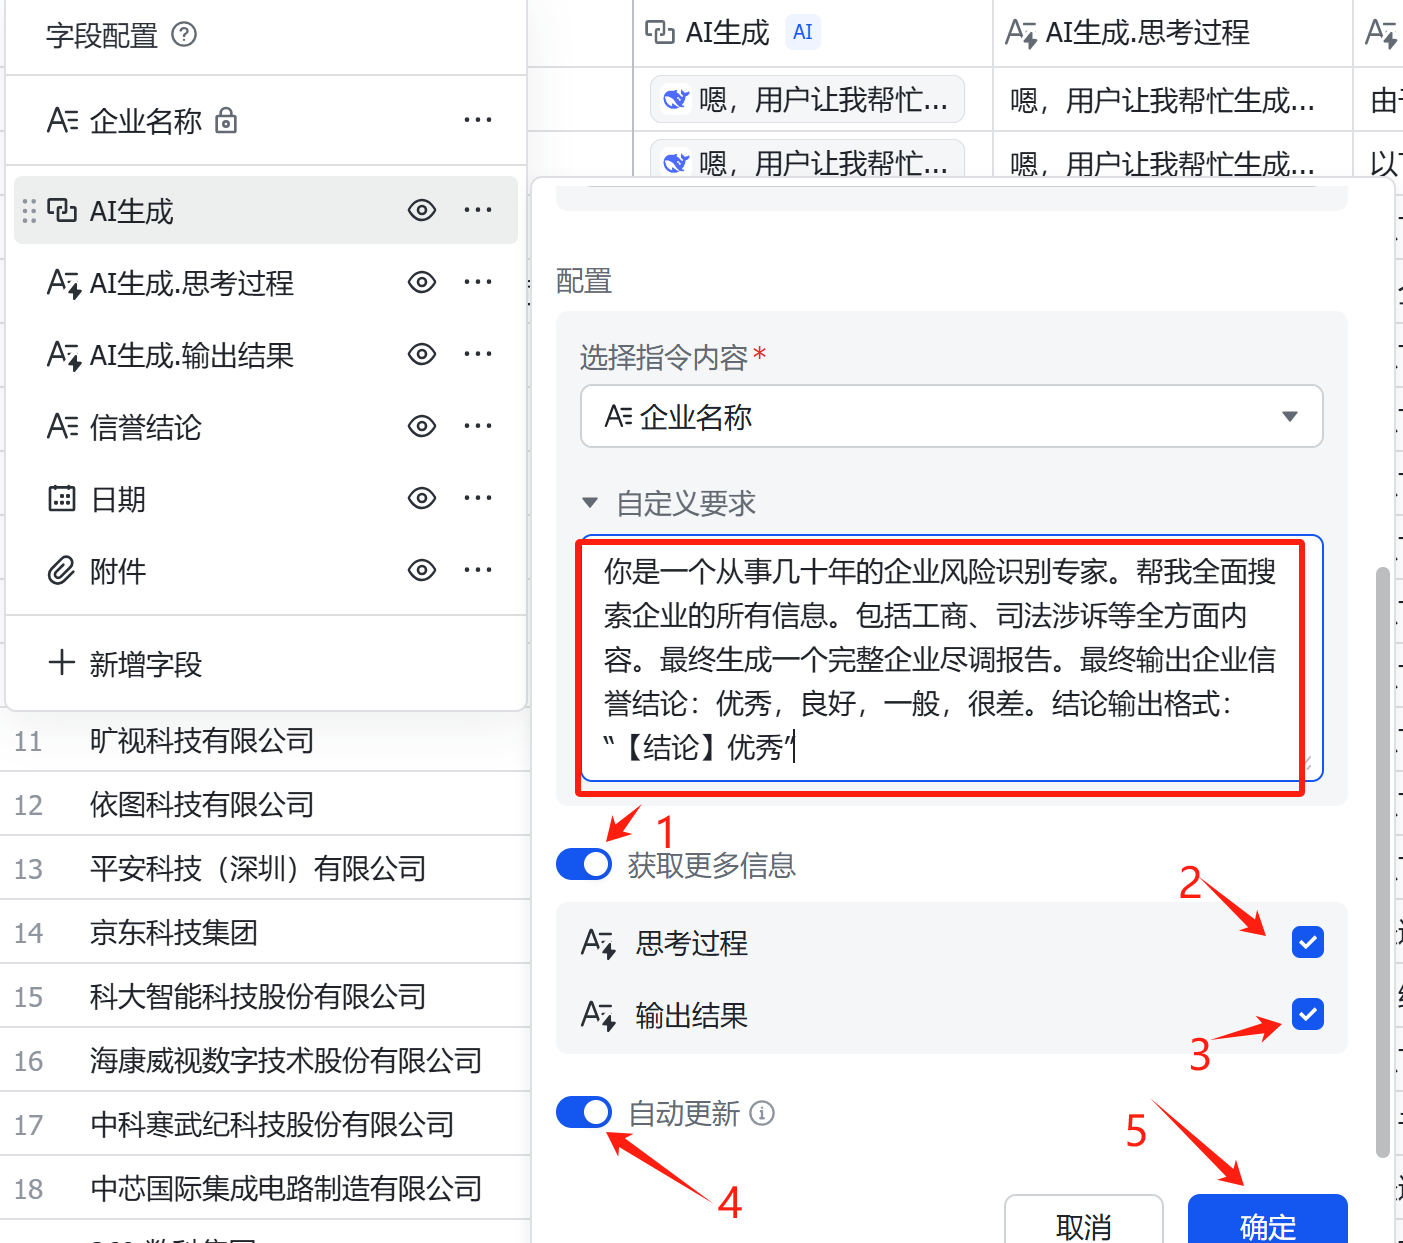 字段配置
AI生成 AI
AI生成.思考过程
企业名称
嗯，用户让我帮忙...
嗯，用户让我帮忙生成...
嗯，用户让我帮忙...
嗯，用户让我帮忙生成...
以
AI生成
AI生成.思考过程
AI生成.输出结果
信誉结论
日期
附件
新增字段
11 旷视科技有限公司
12 依图科技有限公司
13 平安科技（深圳）有限公司
14 京东科技集团
15 科大智能科技股份有限公司
16 海康威视数字技术股份有限公司
17 中科寒武纪科技股份有限公司
18 中芯国际集成电路制造有限公司
配置
选择指令内容*
企业名称
自定义要求
你是一个从事几十年的企业风险识别专家。帮我全面搜
索企业的所有信息。包括工商、司法涉诉等全方面内
容。最终生成一个完整企业尽调报告。最终输出企业信
誉结论：优秀，良好，一般，很差。结论输出格式：
“【结论】优秀”
1
获取更多信息
2
思考过程
输出结果
3
自动更新
4
5
取消
确定